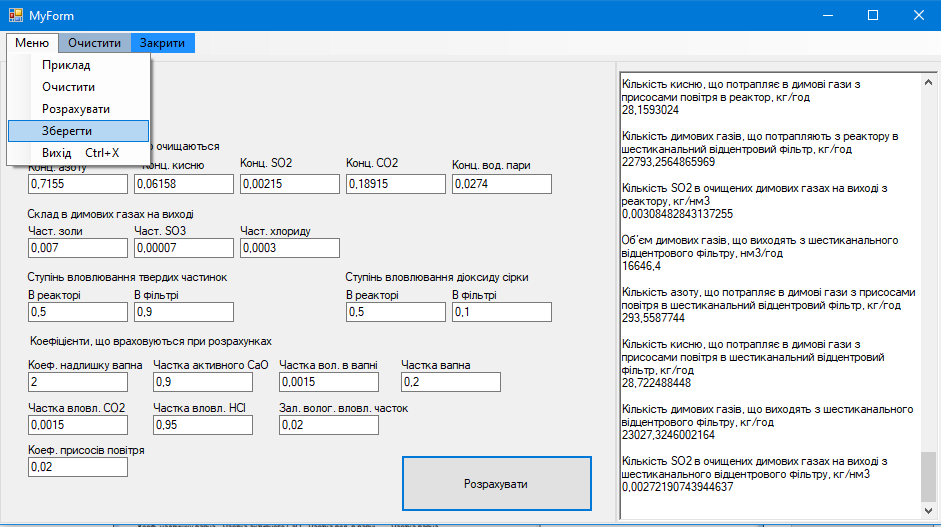 MyForm
Меню Очистити Закрити
Приклад
Очистити
Розрахувати
Зберегти
Вихід Ctrl+X
очищаються
Конц. азоту Конц. кисню Конц. SO2 Конц. CO2 Конц. вод. пари
0,7155 0,06158 0,00215 0,18915 0,0274
Склад в димових газах на виході
Част. золи Част. SO3 Част. хлориду
0,007 0,00007 0,0003
Ступінь вловлювання твердих частинок Ступінь вловлювання діоксиду сірки
В реакторі В фільтрі В реакторі В фільтрі
0,5 0,9 0,5 0,1
Коефіцієнти, що враховуються при розрахунках
Коеф. надлишку вапна Частка активного CaO Частка вол. в вапні Частка вапна
2 0,9 0,0015 0,2
Частка вловл. CO2 Частка вловл. HCl Зал. волог. вловл. часток
0,0015 0,95 0,02
Коеф. присосів повітря
0,02
Розрахувати
Кількість кисню, що потрапляє в димові гази з
присосами повітря в реактор, кг/год
28,1593024
Кількість димових газів, що потрапляють з реактору в
шестиканальний відцентровий фільтр, кг/год
22793,2564865969
Кількість SO2 в очищених димових газах на виході з
реактору, кг/нм3
0,00308482843137255
Об'єм димових газів, що виходять з шестиканального
відцентрового фільтру, нм3/год
16646,4
Кількість азоту, що потрапляє в димові гази з присосами
повітря в шестиканальний відцентровий фільтр, кг/год
293,5587744
Кількість кисню, що потрапляє в димові гази з
присосами повітря в шестиканальний відцентровий
фільтр, кг/год
28,722488448
Кількість димових газів, що виходять з шестиканального
відцентрового фільтру, кг/год
23027,3246002164
Кількість SO2 в очищених димових газах на виході з
шестиканального відцентрового фільтру, кг/нм3
0,00272190743944637